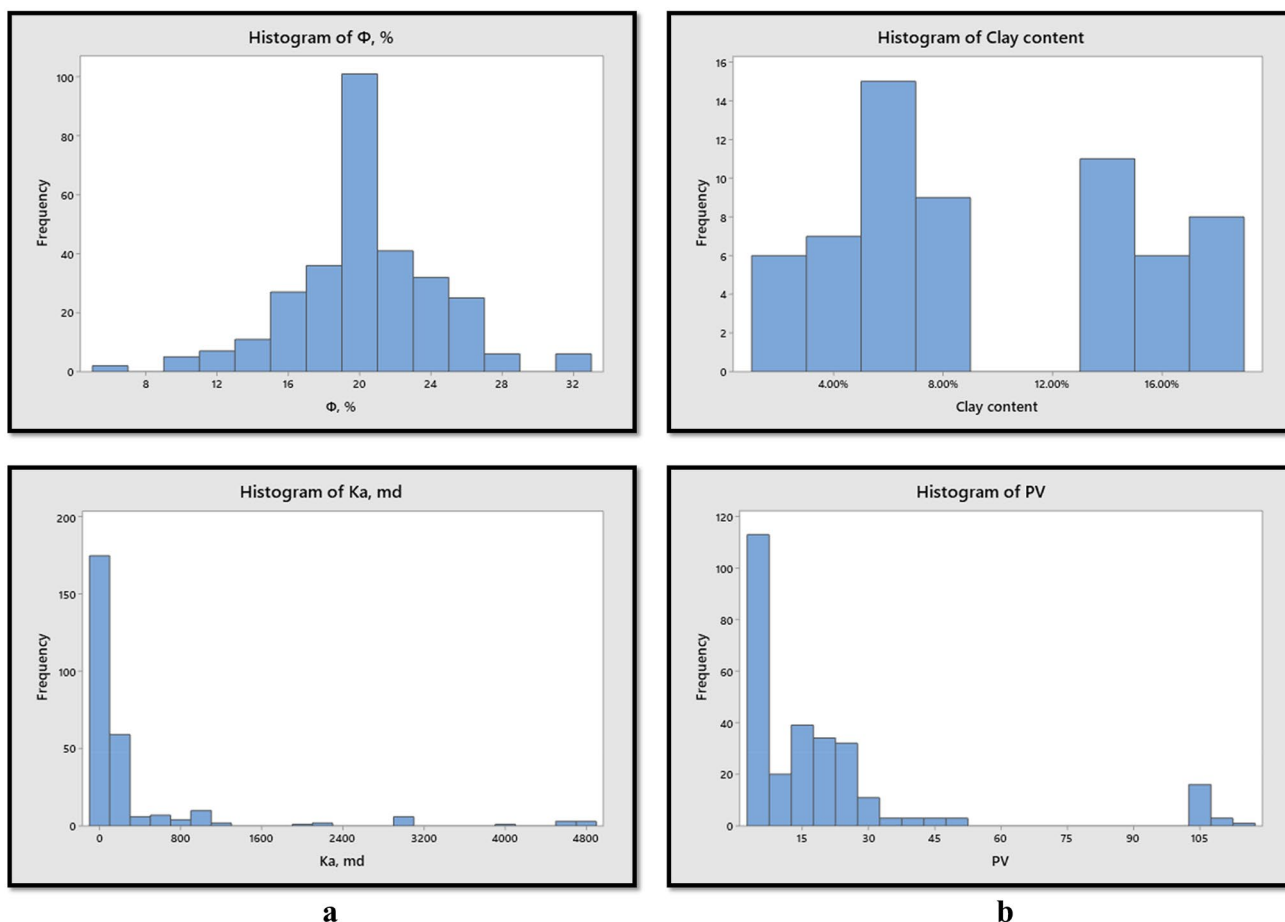 Histogram of Φ, %
Frequency
100
80
60
40
20
0
8 12 16 20 24 28 32
Φ, %
Histogram of Clay content
Frequency
16
14
12
10
8
6
4
2
0
4.00% 8.00% 12.00% 16.00%
Clay content
Histogram of Ka, md
Frequency
200
150
100
50
0
0 800 1600 2400 3200 4000 4800
Ka, md
Histogram of PV
Frequency
120
100
80
60
40
20
0
15 30 45 60 75 90 105
PV
a
b